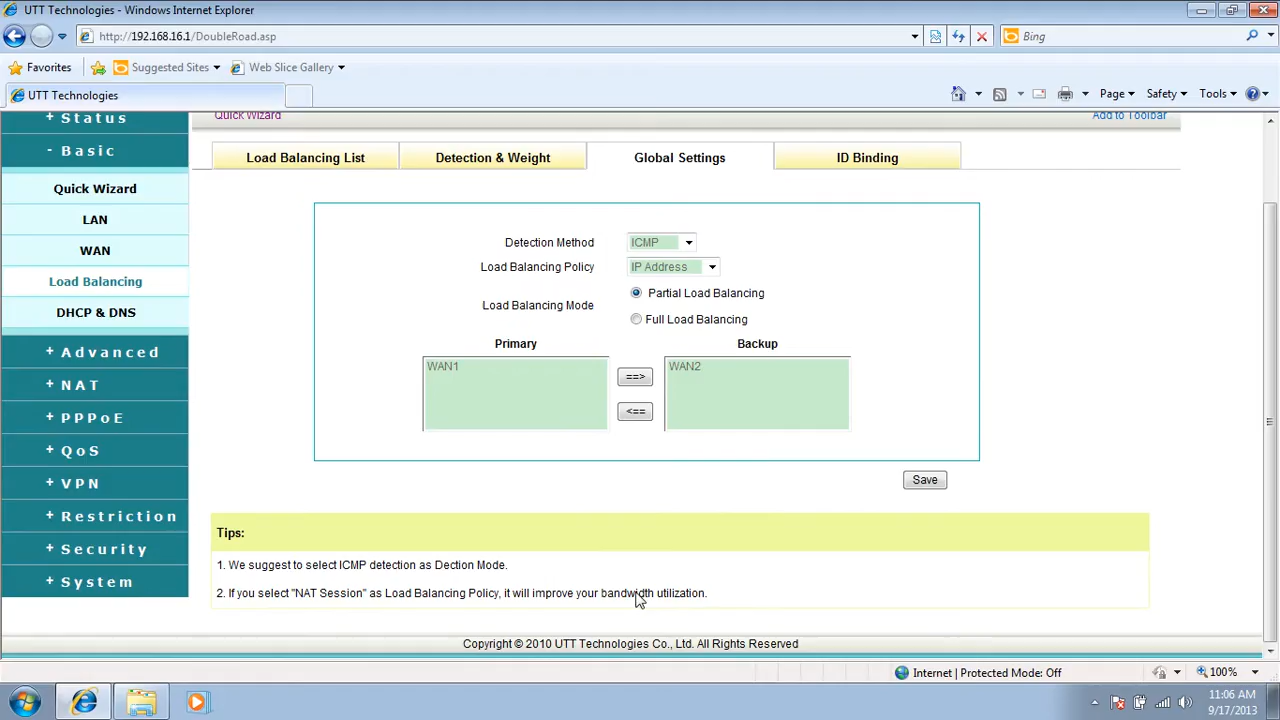 UTT Technologies - Windows Internet Explorer
http://192.168.16.1/DoubleRoad.asp
Bing
Favorites
Suggested Sites
Web Slice Gallery
UTT Technologies
Page
Safety
Tools
Quick Wizard
Add to Toolbar
+ Status
- Basic
Quick Wizard
LAN
WAN
Load Balancing
DHCP & DNS
+ Advanced
+ NAT
+ PPPoE
+ QoS
+ VPN
+ Restriction
+ Security
+ System
Load Balancing List
Detection & Weight
Global Settings
ID Binding
Detection Method
ICMP
Load Balancing Policy
IP Address
Load Balancing Mode
Partial Load Balancing
Full Load Balancing
Primary
Backup
WAN1
==>
WAN2
<==
Save
Tips:
1. We suggest to select ICMP detection as Dection Mode.
2. If you select "NAT Session" as Load Balancing Policy, it will improve your bandwidth utilization.
Copyright © 2010 UTT Technologies Co., Ltd. All Rights Reserved
Internet | Protected Mode: Off
100%
11:06 AM
9/17/2013